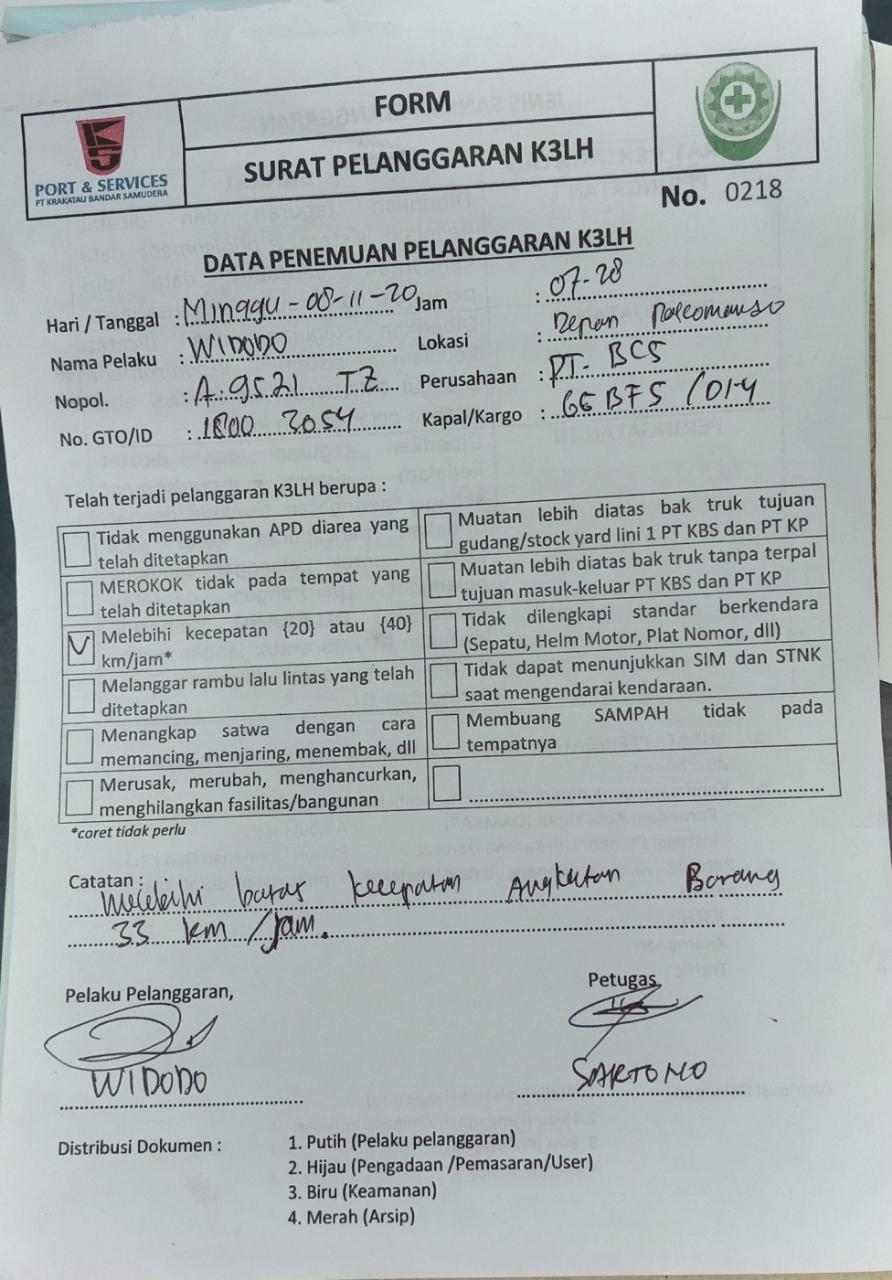 FORM
SURAT PELANGGARAN K3LH
PORT & SERVICES
PT KRAKATAU BANDAR SAMUDERA
No. 0218
DATA PENEMUAN PELANGGARAN K3LH
Hari / Tanggal : Minggu - 08-11-20 Jam : 07-28
Nama Pelaku : WIDODO Lokasi : Depan
Nopol. : A. 9521 TZ Perusahaan : PT. BCS
No. GTO/ID : 1800 3054 Kapal/Kargo :
Telah terjadi pelanggaran K3LH berupa :
Tidak menggunakan APD diarea yang
telah ditetapkan
MEROKOK tidak pada tempat yang
telah ditetapkan
V Melebihi kecepatan {20} atau {40}
km/jam*
Melanggar rambu lalu lintas yang telah
ditetapkan
Menangkap satwa dengan cara
memancing, menjaring, menembak, dll
Merusak, merubah, menghancurkan,
menghilangkan fasilitas/bangunan
Muatan lebih diatas bak truk tujuan
gudang/stock yard lini 1 PT KBS dan PT KP
Muatan lebih diatas bak truk tanpa terpal
tujuan masuk-keluar PT KBS dan PT KP
Tidak dilengkapi standar berkendara
(Sepatu, Helm Motor, Plat Nomor, dll)
Tidak dapat menunjukkan SIM dan STNK
saat mengendarai kendaraan.
Membuang SAMPAH tidak pada
tempatnya
*coret tidak perlu
Catatan : Melebihi batas kecepatan Angkutan Barang
33 km/jam.
Pelaku Pelanggaran, Petugas
WIDODO SARTONO
Distribusi Dokumen : 1. Putih (Pelaku pelanggaran)
2. Hijau (Pengadaan /Pemasaran/User)
3. Biru (Keamanan)
4. Merah (Arsip)